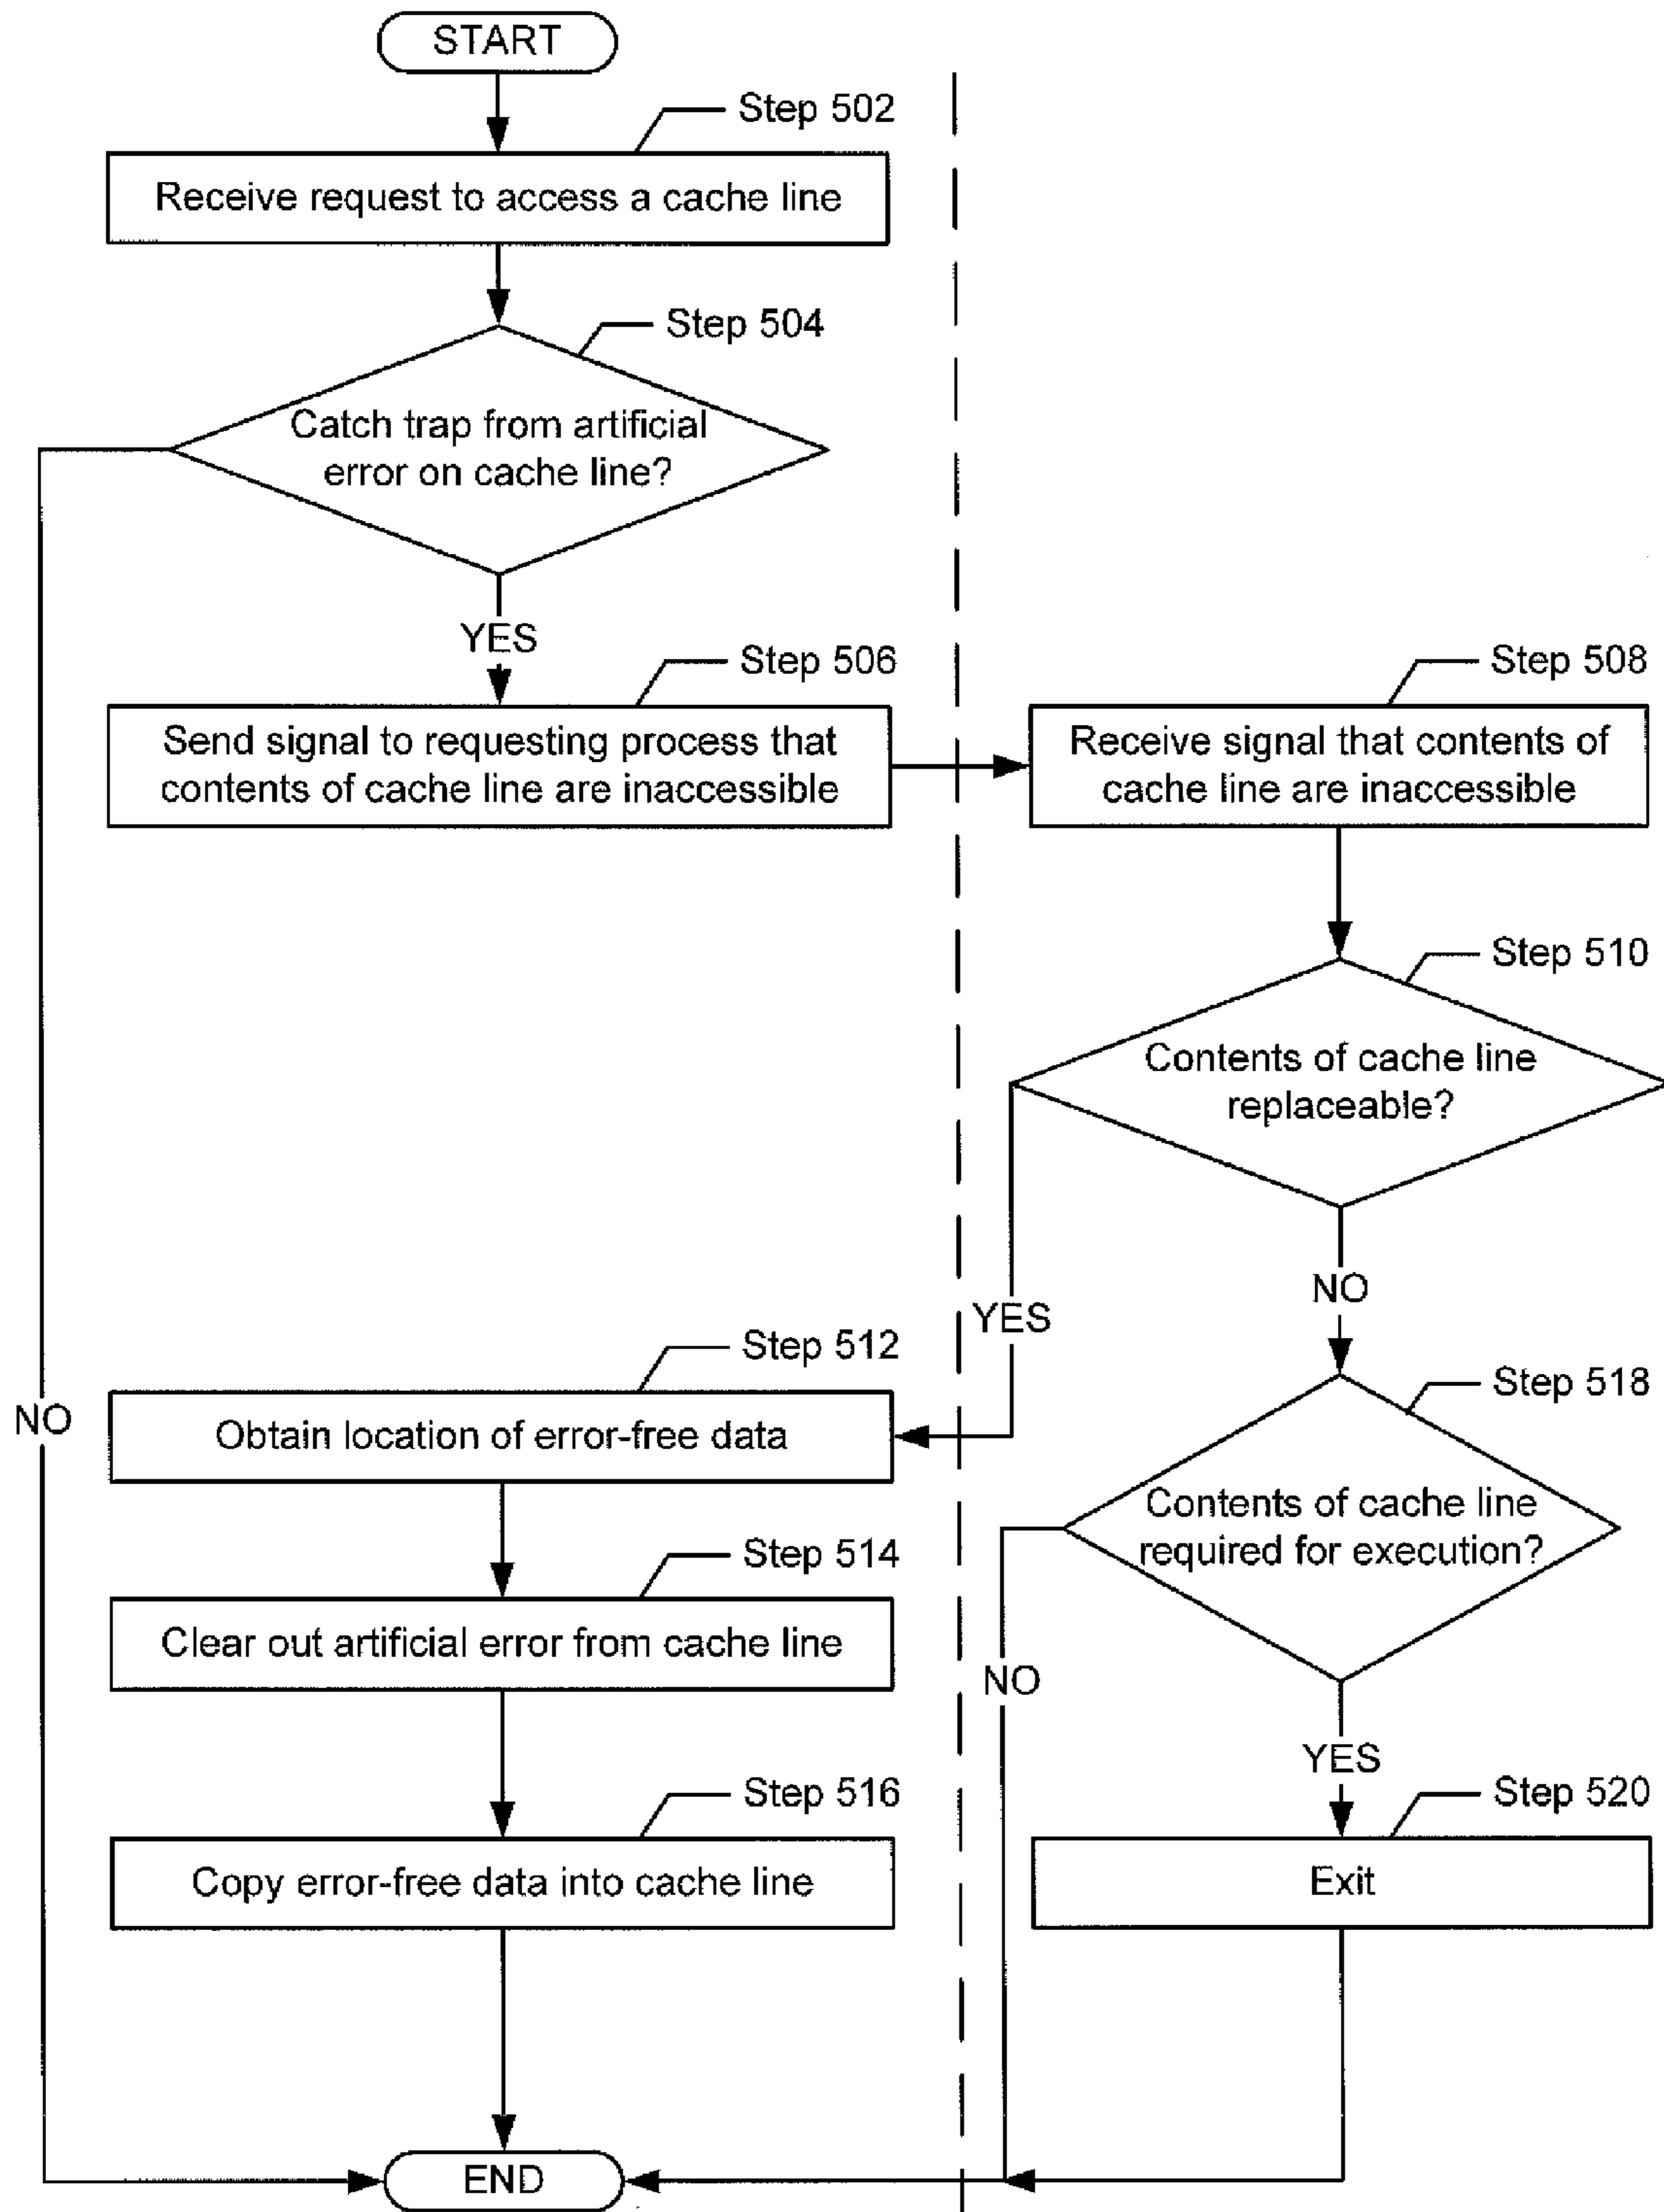 START
Step 502
Receive request to access a cache line
Step 504
Catch trap from artificial
error on cache line?
YES
Step 506
Send signal to requesting process that
contents of cache line are inaccessible
Step 508
Receive signal that contents of
cache line are inaccessible
Step 510
Contents of cache line
replaceable?
NO
YES
Step 512
Obtain location of error-free data
Step 518
Contents of cache line
required for execution?
NO
Step 514
Clear out artificial error from cache line
NO
YES
Step 516
Copy error-free data into cache line
Step 520
Exit
END